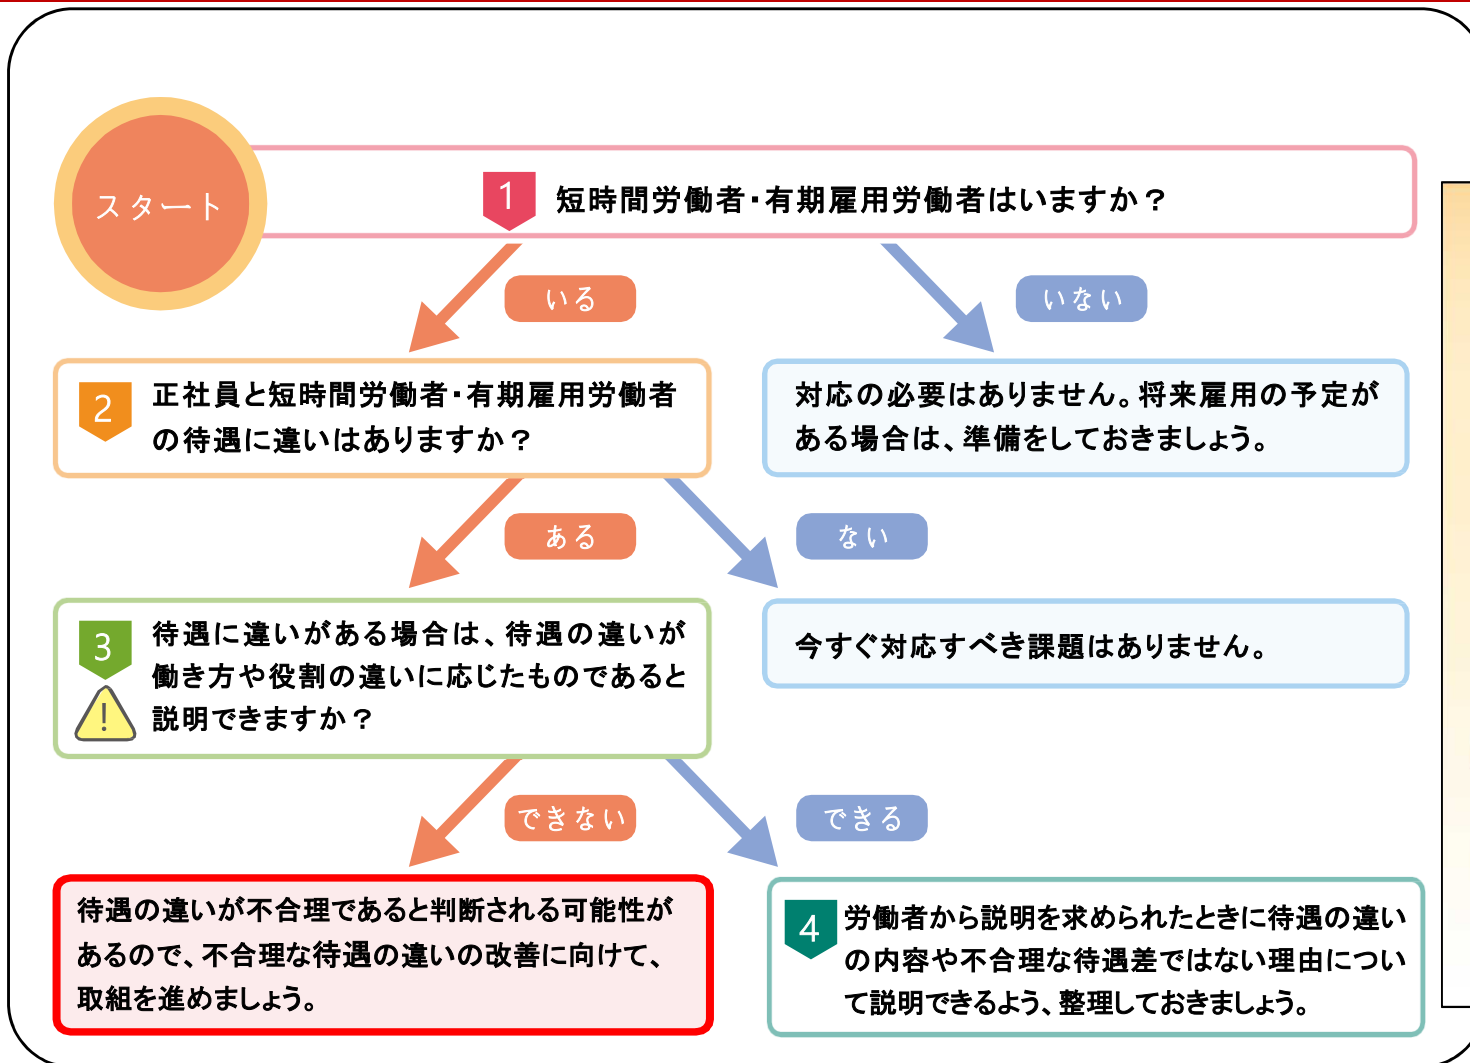 スタート
1 短時間労働者・有期雇用労働者はいますか？
いる
いない
2 正社員と短時間労働者・有期雇用労働者
の待遇に違いはありますか？
対応の必要はありません。将来雇用の予定が
ある場合は、準備をしておきましょう。
ある
ない
3 待遇に違いがある場合は、待遇の違いが
働き方や役割の違いに応じたものであると
説明できますか？
!
今すぐ対応すべき課題はありません。
できない
できる
待遇の違いが不合理であると判断される可能性が
あるので、不合理な待遇の違いの改善に向けて、
取組を進めましょう。
4 労働者から説明を求められたときに待遇の違い
の内容や不合理な待遇差ではない理由につい
て説明できるよう、整理しておきましょう。